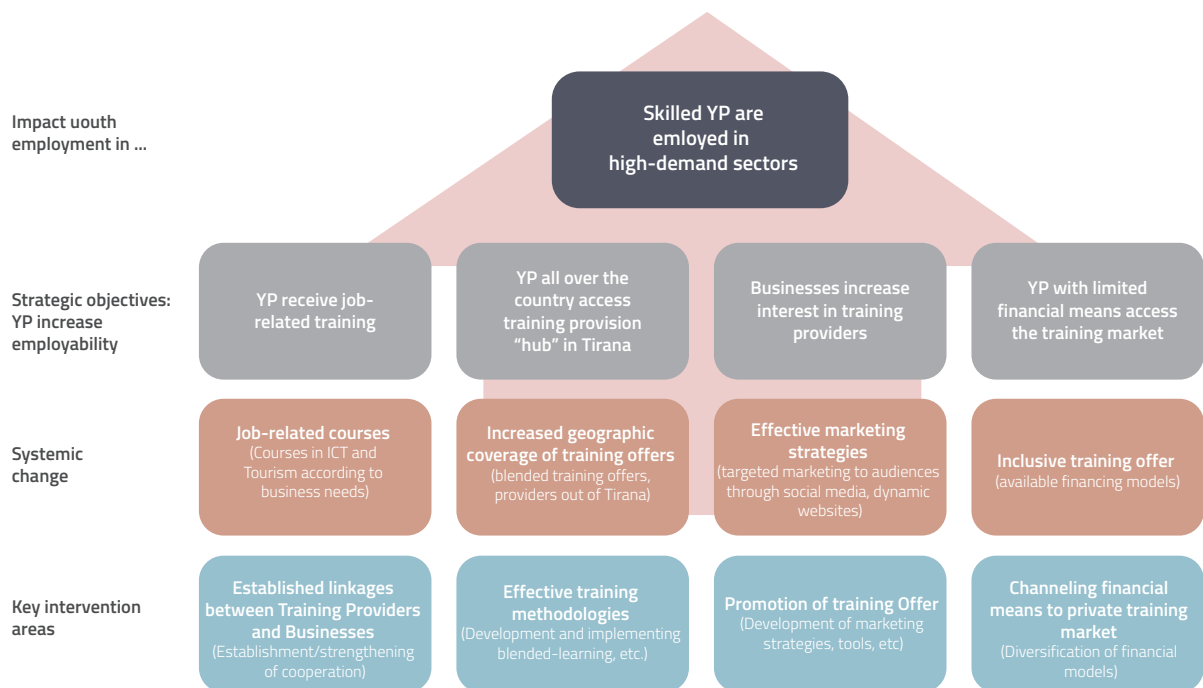 Impact uouth
employment in ...
Skilled YP are
emloyed in
high-demand sectors
Strategic objectives:
YP increase
employability
YP receive job-
related training
YP all over the
country access
training provision
“hub” in Tirana
Businesses increase
interest in training
providers
YP with limited
financial means access
the training market
Systemic
change
Job-related courses
(Courses in ICT and
Tourism according to
business needs)
Increased geographic
coverage of training offers
(blended training offers,
providers out of Tirana)
Effective marketing
strategies
(targeted marketing to audiences
through social media, dynamic
websites)
Inclusive training offer
(available financing models)
Key intervention
areas
Established linkages
between Training Providers
and Businesses
(Establishment/strengthening
of cooperation)
Effective training
methodologies
(Development and implementing
blended-learning, etc.)
Promotion of training Offer
(Development of marketing
strategies, tools, etc)
Channeling financial
means to private training
market
(Diversification of financial
models)